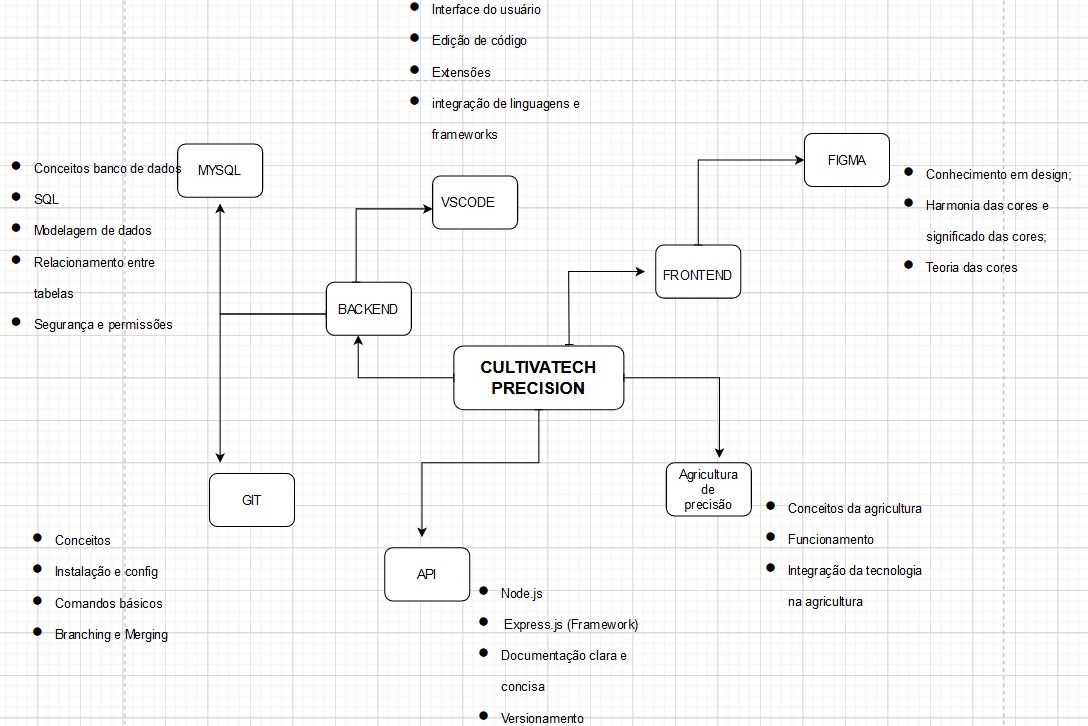 Interface do usuário
Edição de código
Extensões
integração de linguagens e
frameworks
MYSQL
Conceitos banco de dados
SQL
Modelagem de dados
Relacionamento entre
tabelas
Segurança e permissões
VSCODE
FIGMA
Conhecimento em design;
Harmonia das cores e
significado das cores;
Teoria das cores
FRONTEND
BACKEND
CULTIVATECH
PRECISION
Agricultura
de
precisão
Conceitos da agricultura
Funcionamento
Integração da tecnologia
na agricultura
GIT
Conceitos
Instalação e config
Comandos básicos
Branching e Merging
API
Node.js
Express.js (Framework)
Documentação clara e
concisa
Versionamento